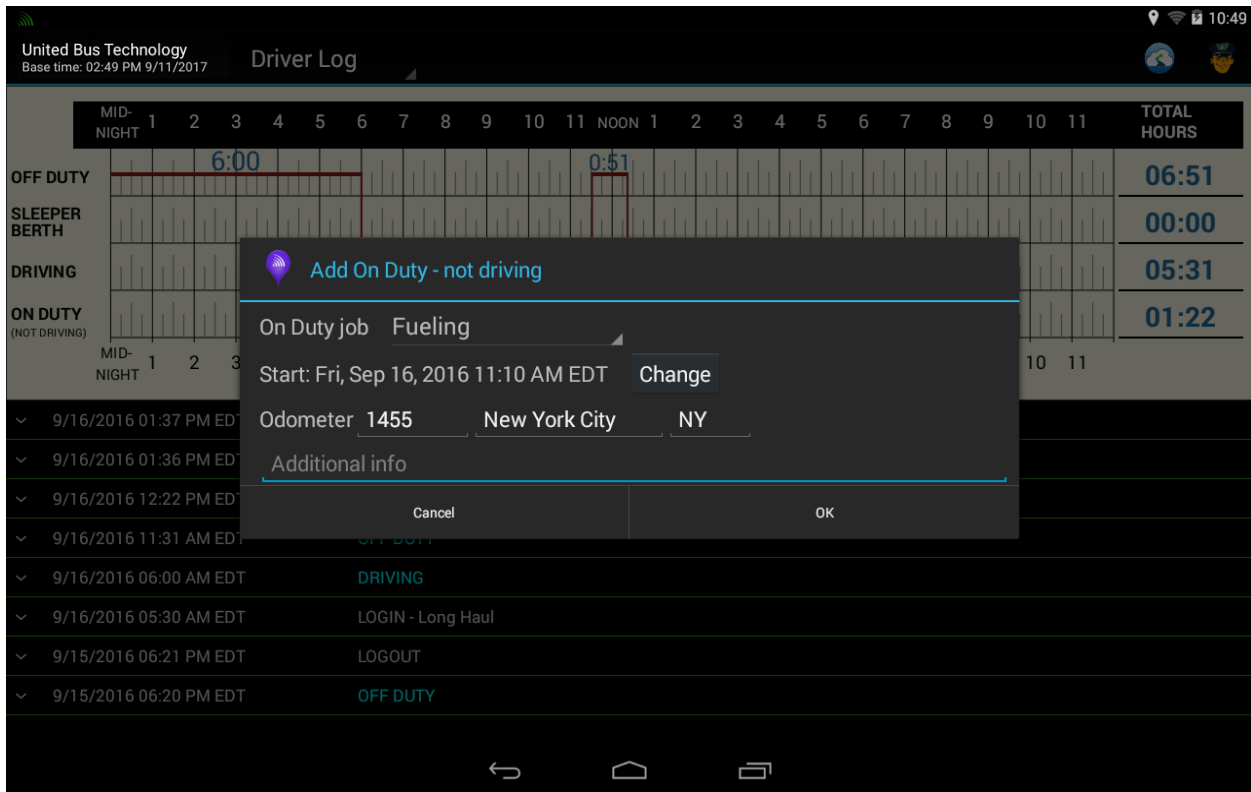 10:49
United Bus Technology
Base time: 02:49 PM 9/11/2017
Driver Log
MID-NIGHT 1 2 3 4 5 6 7 8 9 10 11 NOON 1 2 3 4 5 6 7 8 9 10 11 TOTAL HOURS
6:00 0:51
OFF DUTY 06:51
SLEEPER BERTH 00:00
DRIVING 05:31
ON DUTY (NOT DRIVING) 01:22
MID-NIGHT 1 2 3 10 11
Add On Duty - not driving
On Duty job Fueling
Start: Fri, Sep 16, 2016 11:10 AM EDT Change
Odometer 1455 New York City NY
Additional info
Cancel OK
9/16/2016 01:37 PM EDT
9/16/2016 01:36 PM EDT
9/16/2016 12:22 PM EDT
9/16/2016 11:31 AM EDT OFF DUTY
9/16/2016 06:00 AM EDT DRIVING
9/16/2016 05:30 AM EDT LOGIN - Long Haul
9/15/2016 06:21 PM EDT LOGOUT
9/15/2016 06:20 PM EDT OFF DUTY